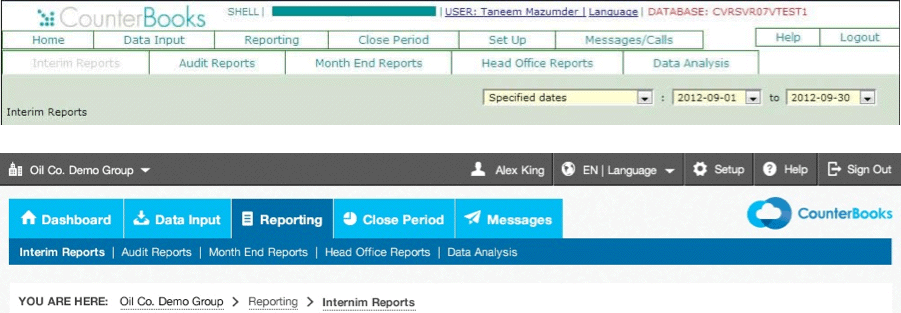 CounterBooks SHELL | | USER: Taneem Mazumder | Language | DATABASE: CVRSVR07VTEST1
Home Data Input Reporting Close Period Set Up Messages/Calls Help Logout
Interim Reports Audit Reports Month End Reports Head Office Reports Data Analysis
Specified dates : 2012-09-01 to 2012-09-30
Interim Reports
Oil Co. Demo Group Alex King EN | Language Setup ? Help Sign Out
Dashboard Data Input Reporting Close Period Messages CounterBooks
Interim Reports | Audit Reports | Month End Reports | Head Office Reports | Data Analysis
YOU ARE HERE: Oil Co. Demo Group > Reporting > Internim Reports